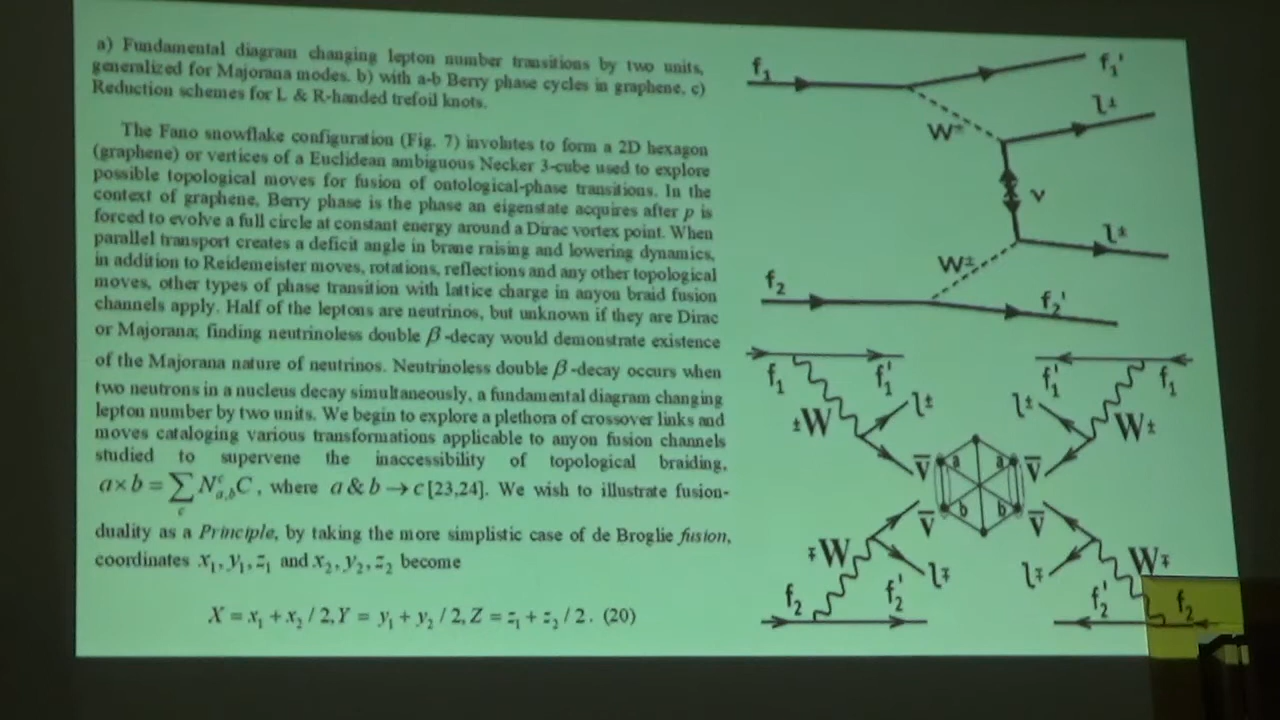 a) Fundamental diagram changing lepton number transitions by two units,
generalized for Majorana modes. b) with a-b Berry phase cycles in graphene, c)
Reduction schemes for L & R-handed trefoil knots.
The Fano snowflake configuration (Fig. 7) involutes to form a 2D hexagon
(graphene) or vertices of a Euclidean ambiguous Necker 3-cube used to explore
possible topological moves for fusion of ontological-phase transitions. In the
context of graphene, Berry phase is the phase an eigenstate acquires after p is
forced to evolve a full circle at constant energy around a Dirac vortex point. When
parallel transport creates a deficit angle in brane raising and lowering dynamics,
in addition to Reidemeister moves, rotations, reflections and any other topological
moves, other types of phase transition with lattice charge in anyon braid fusion
channels apply. Half of the leptons are neutrinos, but unknown if they are Dirac
or Majorana; finding neutrinoless double β-decay would demonstrate existence
of the Majorana nature of neutrinos. Neutrinoless double β-decay occurs when
two neutrons in a nucleus decay simultaneously, a fundamental diagram changing
lepton number by two units. We begin to explore a plethora of crossover links and
moves cataloging various transformations applicable to anyon fusion channels
studied to supervene the inaccessibility of topological braiding,
a×b = ∑_c N^c_{a,b} C, where a & b → c [23,24]. We wish to illustrate fusion-
duality as a Principle, by taking the more simplistic case of de Broglie fusion,
coordinates x₁, y₁, z₁ and x₂, y₂, z₂ become
X = x₁ + x₂ / 2, Y = y₁ + y₂ / 2, Z = z₁ + z₂ / 2. (20)
f₁ f₁'
W± l±
ν
W± l±
f₂ f₂'
f₁ f₁' f₁' f₁
±W l± l± W±
V̄ a a V̄
V̄ b b V̄
∓W l∓ l∓ W∓
f₂ f₂' f₂' f₂